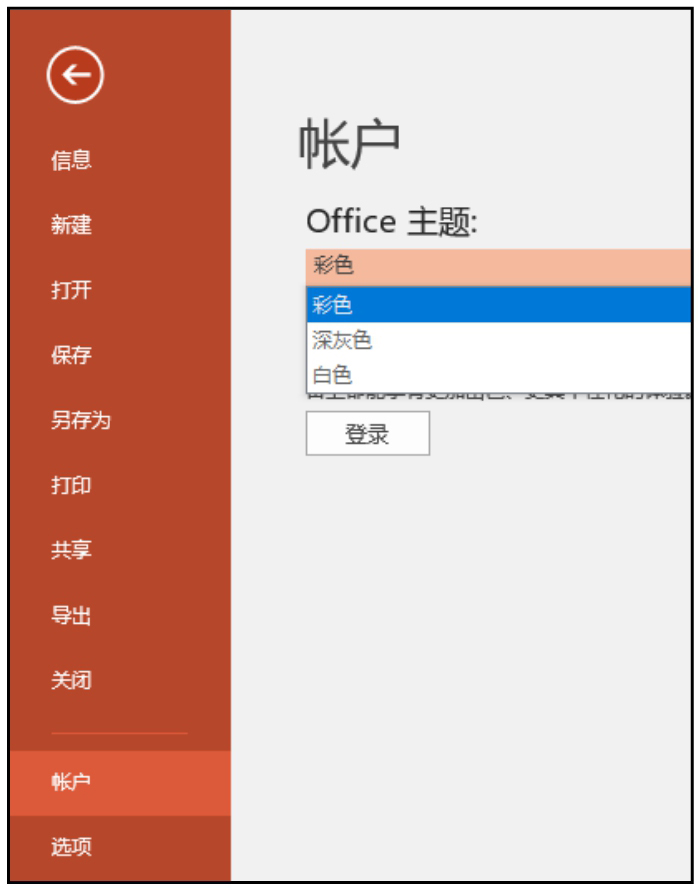 信息
新建
打开
保存
另存为
打印
共享
导出
关闭
帐户
选项
帐户
Office 主题:
彩色
彩色
深灰色
白色
登录